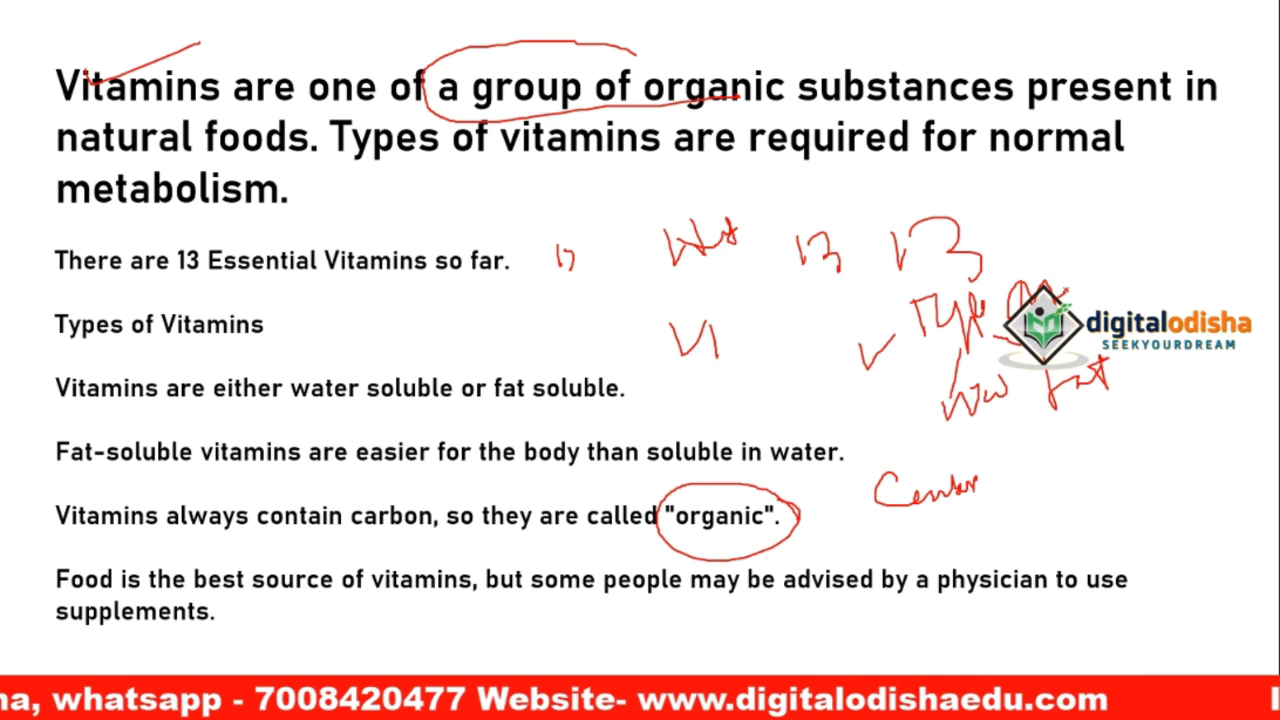 Vitamins are one of a group of organic substances present in
natural foods. Types of vitamins are required for normal
metabolism.
There are 13 Essential Vitamins so far.
13 13
Types of Vitamins
Type
digitalodisha
SEEKYOURDREAM
Vitamins are either water soluble or fat soluble.
fat
Fat-soluble vitamins are easier for the body than soluble in water.
Vitamins always contain carbon, so they are called "organic".
Food is the best source of vitamins, but some people may be advised by a physician to use
supplements.
ha, whatsapp - 7008420477 Website- www.digitalodishaedu.com